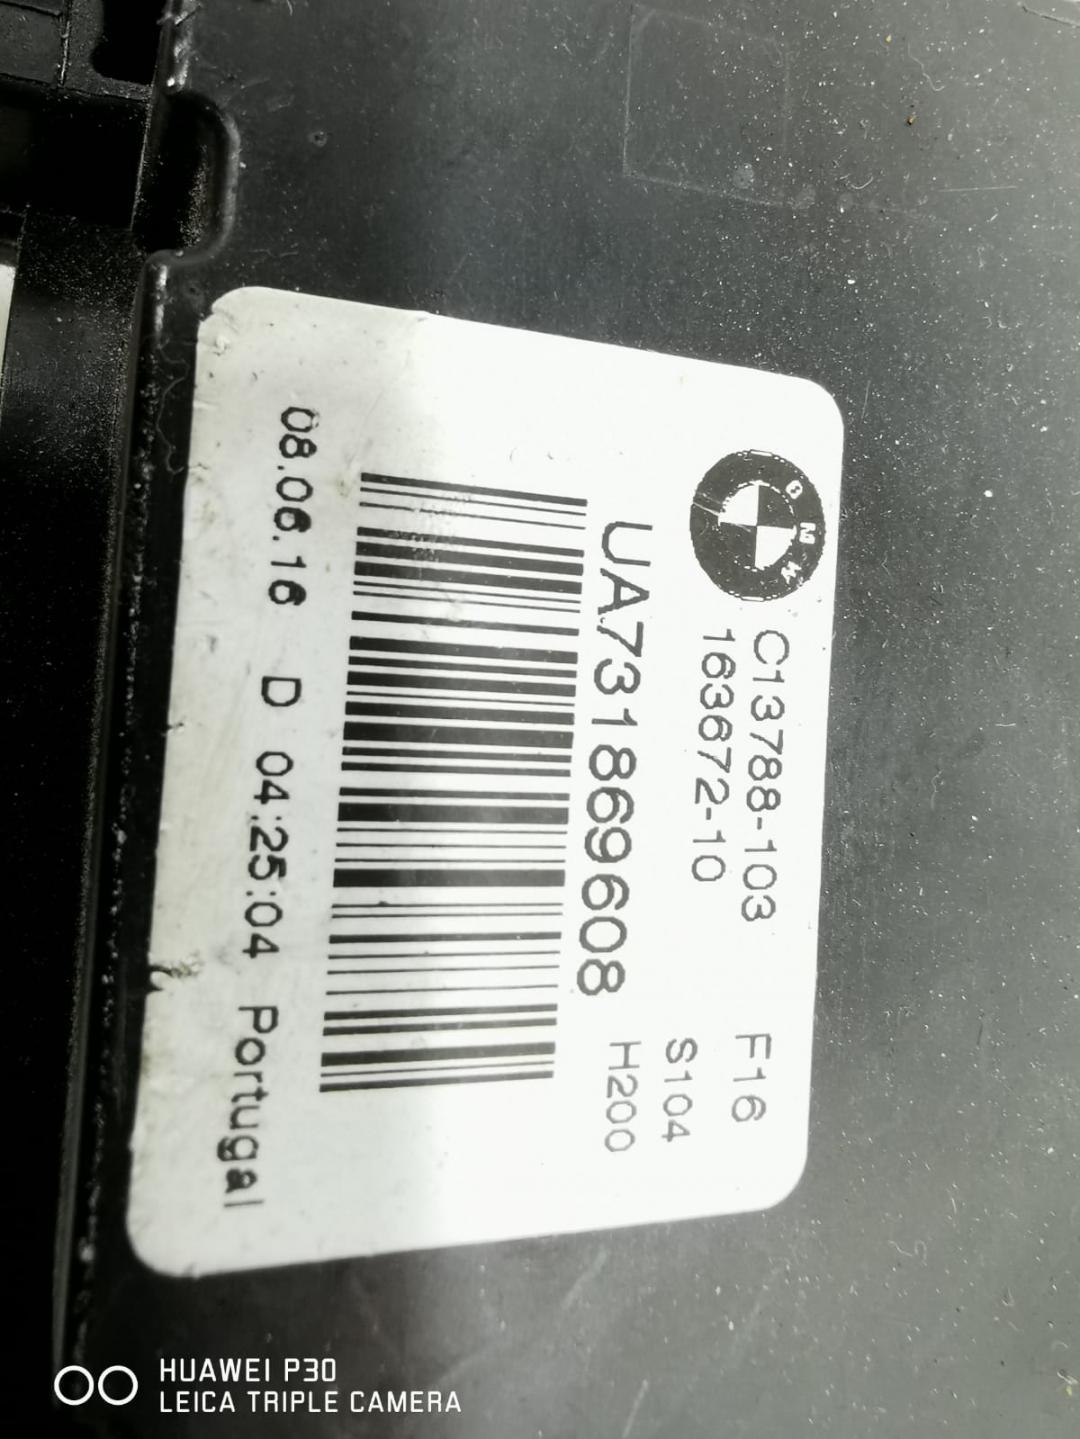 BMW
C13788-103 F16
163672-10 S104
UA731869608 H200
08.06.16 D 04:25:04 Portugal
HUAWEI P30
LEICA TRIPLE CAMERA